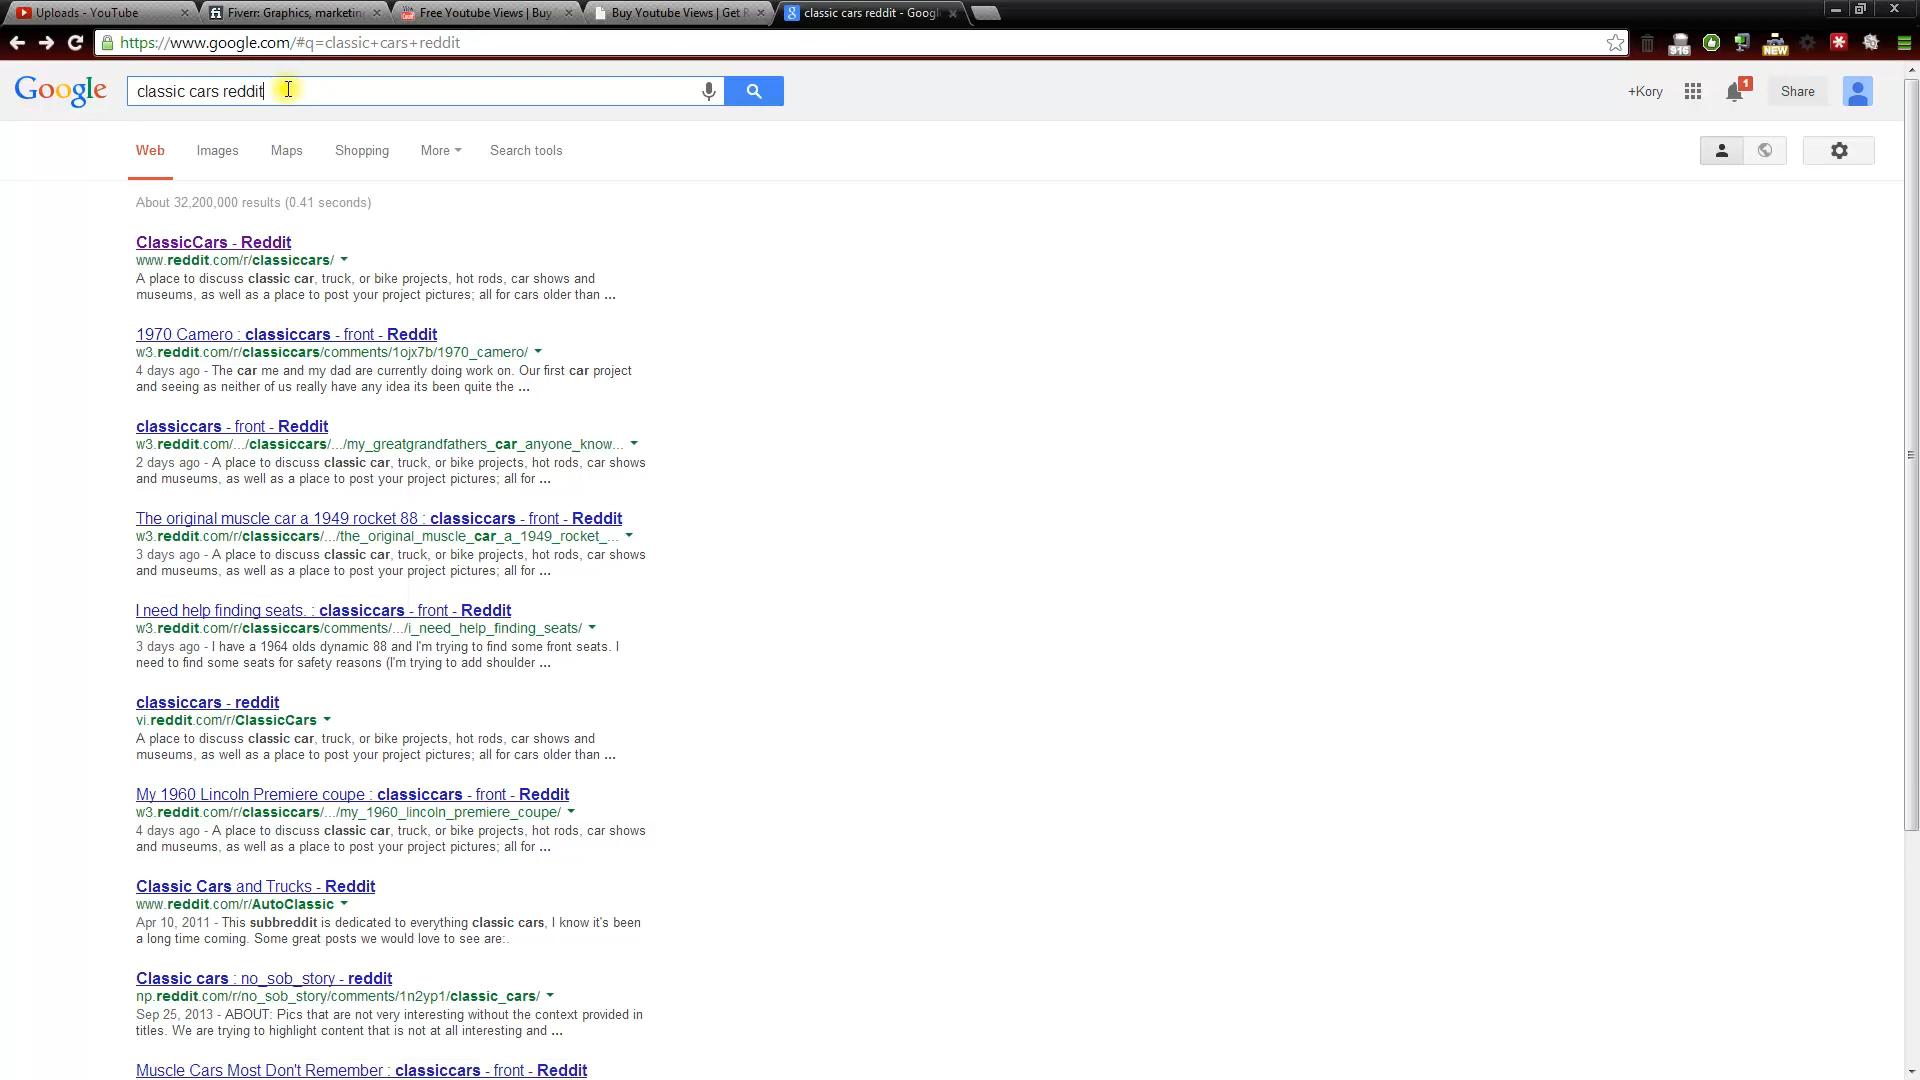 Uploads - YouTube
Fiverr: Graphics, marketin
Free Youtube Views | Buy
Buy Youtube Views | Get R
classic cars reddit - Googl
https://www.google.com/#q=classic+cars+reddit
916
NEW
Google
classic cars reddit
+Kory
1
Share
Web
Images
Maps
Shopping
More
Search tools
About 32,200,000 results (0.41 seconds)
ClassicCars - Reddit
www.reddit.com/r/classiccars/
A place to discuss classic car, truck, or bike projects, hot rods, car shows and
museums, as well as a place to post your project pictures; all for cars older than ...
1970 Camero : classiccars - front - Reddit
w3.reddit.com/r/classiccars/comments/1ojx7b/1970_camero/
4 days ago - The car me and my dad are currently doing work on. Our first car project
and seeing as neither of us really have any idea its been quite the ...
classiccars - front - Reddit
w3.reddit.com/.../classiccars/.../my_greatgrandfathers_car_anyone_know...
2 days ago - A place to discuss classic car, truck, or bike projects, hot rods, car shows
and museums, as well as a place to post your project pictures; all for ...
The original muscle car a 1949 rocket 88 : classiccars - front - Reddit
w3.reddit.com/r/classiccars/.../the_original_muscle_car_a_1949_rocket_...
3 days ago - A place to discuss classic car, truck, or bike projects, hot rods, car shows
and museums, as well as a place to post your project pictures; all for ...
I need help finding seats. : classiccars - front - Reddit
w3.reddit.com/r/classiccars/comments/.../i_need_help_finding_seats/
3 days ago - I have a 1964 olds dynamic 88 and I'm trying to find some front seats. I
need to find some seats for safety reasons (I'm trying to add shoulder ...
classiccars - reddit
vi.reddit.com/r/ClassicCars
A place to discuss classic car, truck, or bike projects, hot rods, car shows and
museums, as well as a place to post your project pictures; all for cars older than ...
My 1960 Lincoln Premiere coupe : classiccars - front - Reddit
w3.reddit.com/r/classiccars/.../my_1960_lincoln_premiere_coupe/
4 days ago - A place to discuss classic car, truck, or bike projects, hot rods, car shows
and museums, as well as a place to post your project pictures; all for ...
Classic Cars and Trucks - Reddit
www.reddit.com/r/AutoClassic
Apr 10, 2011 - This subbreddit is dedicated to everything classic cars, I know it's been
a long time coming. Some great posts we would love to see are:.
Classic cars : no_sob_story - reddit
np.reddit.com/r/no_sob_story/comments/1n2yp1/classic_cars/
Sep 25, 2013 - ABOUT: Pics that are not very interesting without the context provided in
titles. We are trying to highlight content that is not at all interesting and ...
Muscle Cars Most Don't Remember : classiccars - front - Reddit